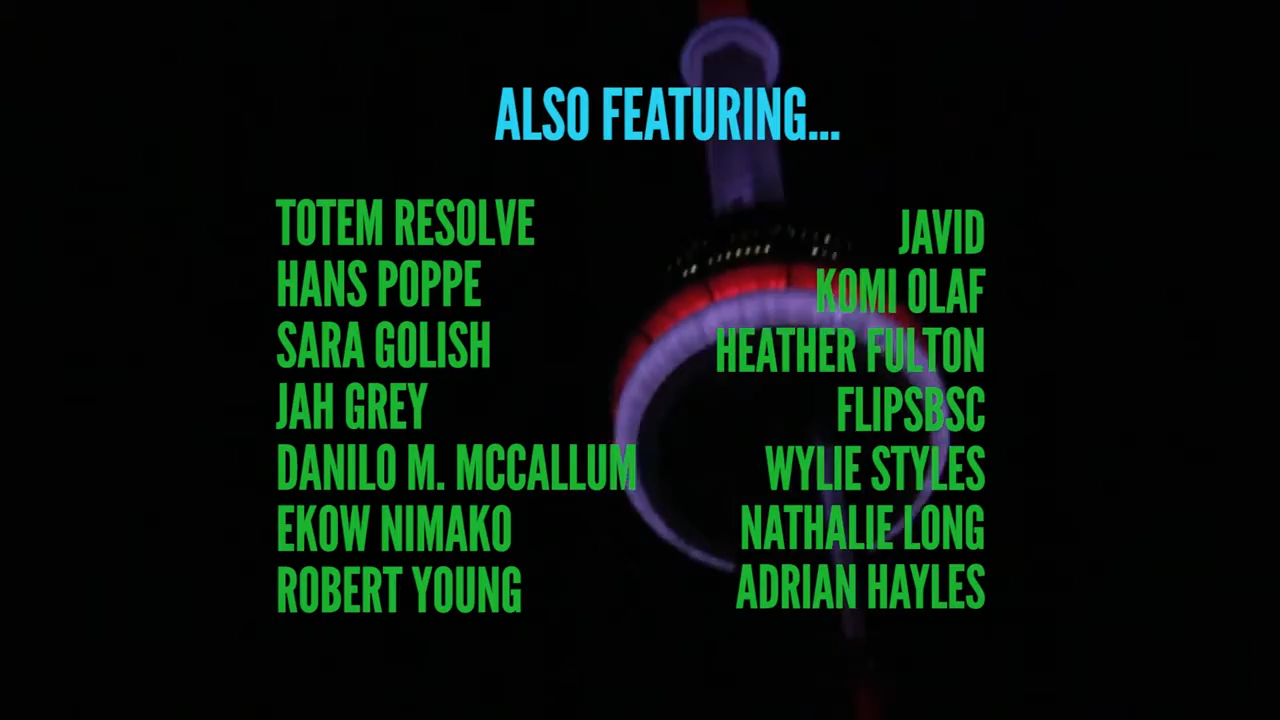 ALSO FEATURING...
TOTEM RESOLVE
HANS POPPE
SARA GOLISH
JAH GREY
DANILO M. MCCALLUM
EKOW NIMAKO
ROBERT YOUNG
JAVID
KOMI OLAF
HEATHER FULTON
FLIPSBSC
WYLIE STYLES
NATHALIE LONG
ADRIAN HAYLES